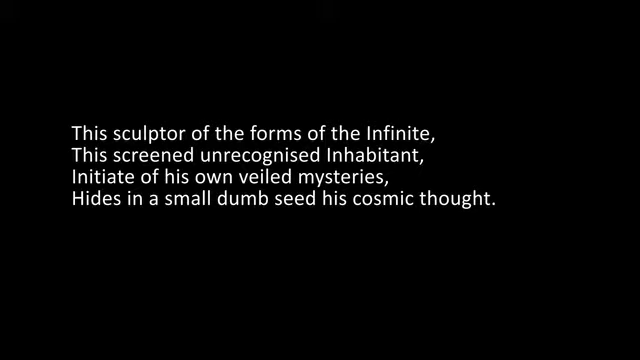 This sculptor of the forms of the Infinite,
This screened unrecognised Inhabitant,
Initiate of his own veiled mysteries,
Hides in a small dumb seed his cosmic thought.